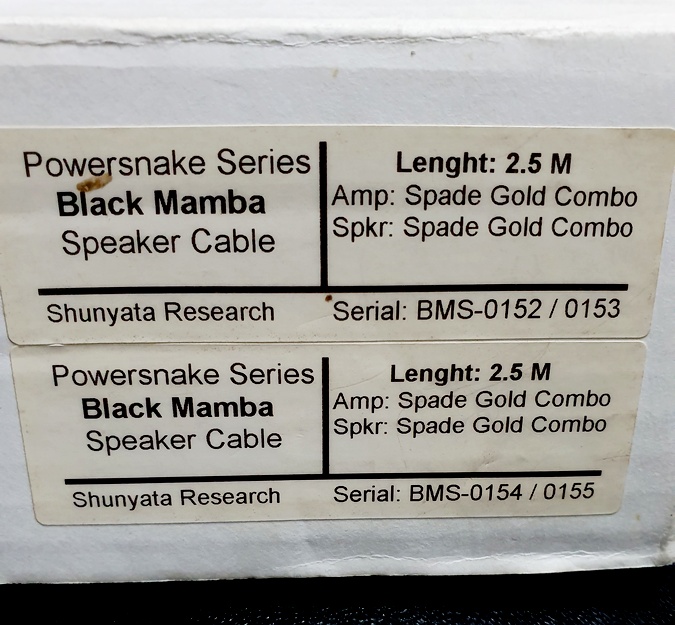 Powersnake Series
Black Mamba
Speaker Cable
Lenght: 2.5 M
Amp: Spade Gold Combo
Spkr: Spade Gold Combo
Shunyata Research
Serial: BMS-0152 / 0153
Powersnake Series
Black Mamba
Speaker Cable
Lenght: 2.5 M
Amp: Spade Gold Combo
Spkr: Spade Gold Combo
Shunyata Research
Serial: BMS-0154 / 0155